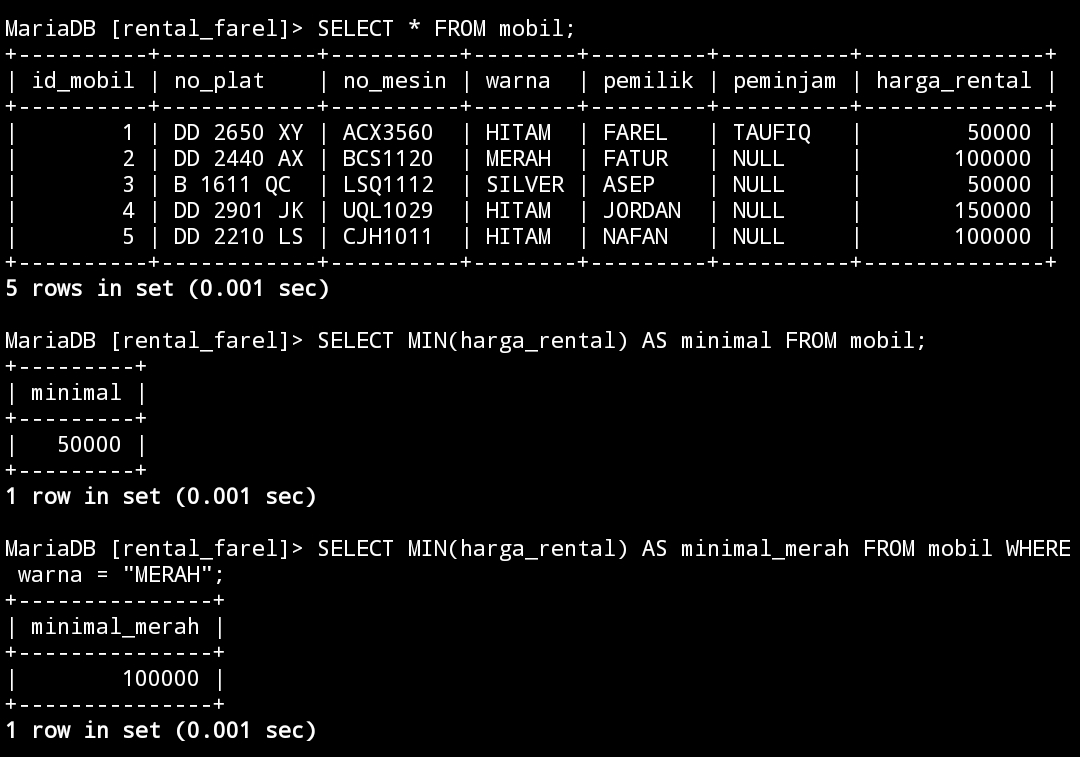 MariaDB [rental_farel]> SELECT * FROM mobil;
+----------+------------+----------+--------+---------+----------+--------------+
| id_mobil | no_plat    | no_mesin | warna  | pemilik | peminjam | harga_rental |
+----------+------------+----------+--------+---------+----------+--------------+
|        1 | DD 2650 XY | ACX3560  | HITAM  | FAREL   | TAUFIQ   |        50000 |
|        2 | DD 2440 AX | BCS1120  | MERAH  | FATUR   | NULL     |       100000 |
|        3 | B 1611 QC  | LSQ1112  | SILVER | ASEP    | NULL     |        50000 |
|        4 | DD 2901 JK | UQL1029  | HITAM  | JORDAN  | NULL     |       150000 |
|        5 | DD 2210 LS | CJH1011  | HITAM  | NAFAN   | NULL     |       100000 |
+----------+------------+----------+--------+---------+----------+--------------+
5 rows in set (0.001 sec)

MariaDB [rental_farel]> SELECT MIN(harga_rental) AS minimal FROM mobil;
+---------+
| minimal |
+---------+
|   50000 |
+---------+
1 row in set (0.001 sec)

MariaDB [rental_farel]> SELECT MIN(harga_rental) AS minimal_merah FROM mobil WHERE
 warna = "MERAH";
+---------------+
| minimal_merah |
+---------------+
|        100000 |
+---------------+
1 row in set (0.001 sec)